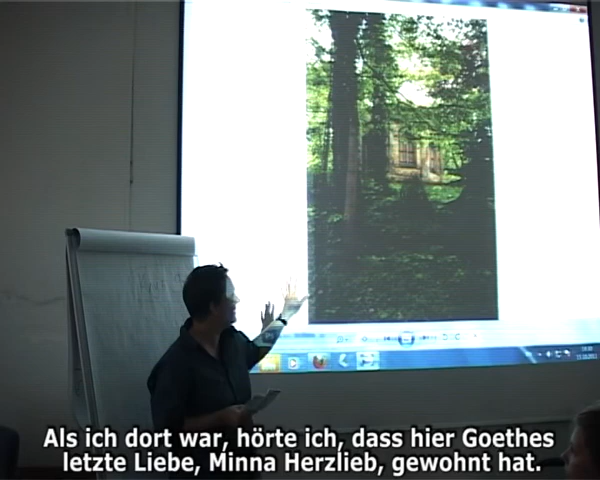 Als ich dort war, hörte ich, dass hier Goethes
letzte Liebe, Minna Herzlieb, gewohnt hat.